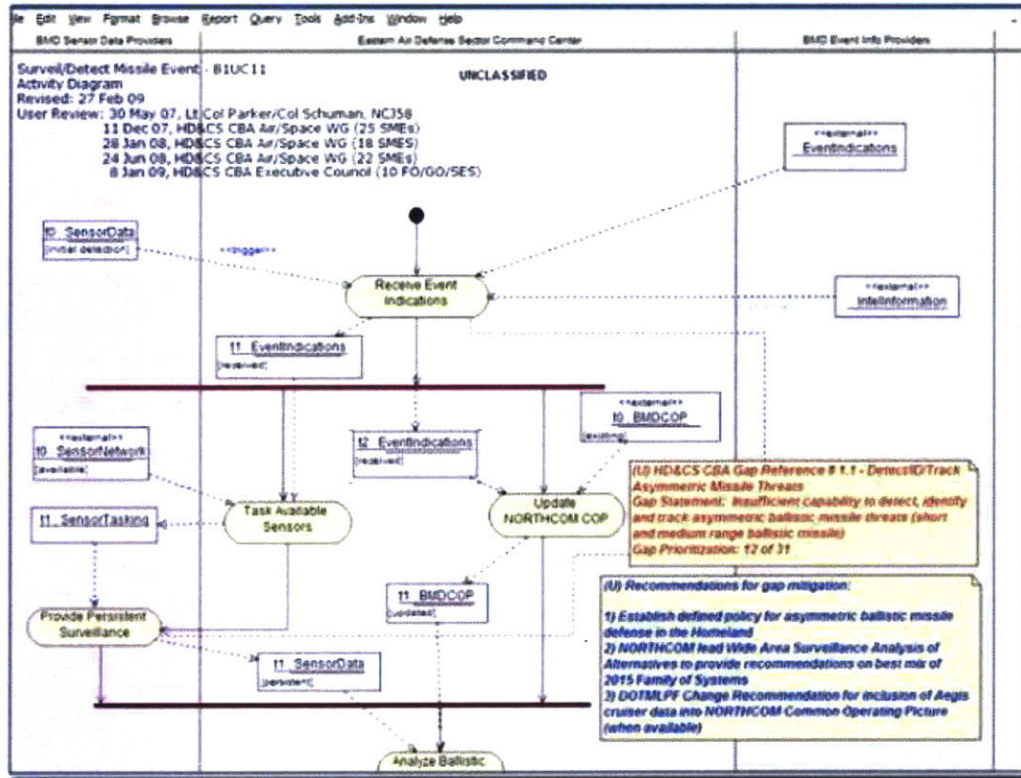 le Edit View Format Browse Report Query Tools Add-Ins Window Help
BMD Sensor Data Providers
Eastern Air Defense Sector Command Center
BMD Event Info Providers
Surveil/Detect Missile Event - B1UC11
Activity Diagram
Revised: 27 Feb 09
User Review: 30 May 07, Lt Col Parker/Col Schuman, NC358
11 Dec 07, HD&CS CBA Air/Space WG (25 SMEs)
28 Jan 08, HD&CS CBA Air/Space WG (18 SMES)
24 Jun 08, HD&CS CBA Air/Space WG (22 SMEs)
8 Jan 09, HD&CS CBA Executive Council (10 FO/GO/SES)
UNCLASSIFIED
<<external>>
EventIndications
t0_SensorData
[initial detection]
<<trigger>>
Receive Event
Indications
<<external>>
IntelInformation
t1_EventIndications
[received]
<<external>>
t0_BMDCOP
[existing]
<<external>>
t0_SensorNetwork
[available]
t2_EventIndications
[received]
Task Available
Sensors
Update
NORTHCOM COP
t1_SensorTasking
(U) HD&CS CBA Gap Reference # 1.1 - Detect/ID/Track
Asymmetric Missile Threats
Gap Statement: Insufficient capability to detect, identify
and track asymmetric ballistic missile threats (short
and medium range ballistic missile)
Gap Prioritization: 12 of 31
t1_BMDCOP
[updated]
Provide Persistent
Surveillance
t1_SensorData
[persistent]
(U) Recommendations for gap mitigation:
1) Establish defined policy for asymmetric ballistic missile
defense in the Homeland
2) NORTHCOM lead Wide Area Surveillance Analysis of
Alternatives to provide recommendations on best mix of
2015 Family of Systems
3) DOTMLPF Change Recommendation for inclusion of Aegis
cruiser data into NORTHCOM Common Operating Picture
(when available)
Analyze Ballistic